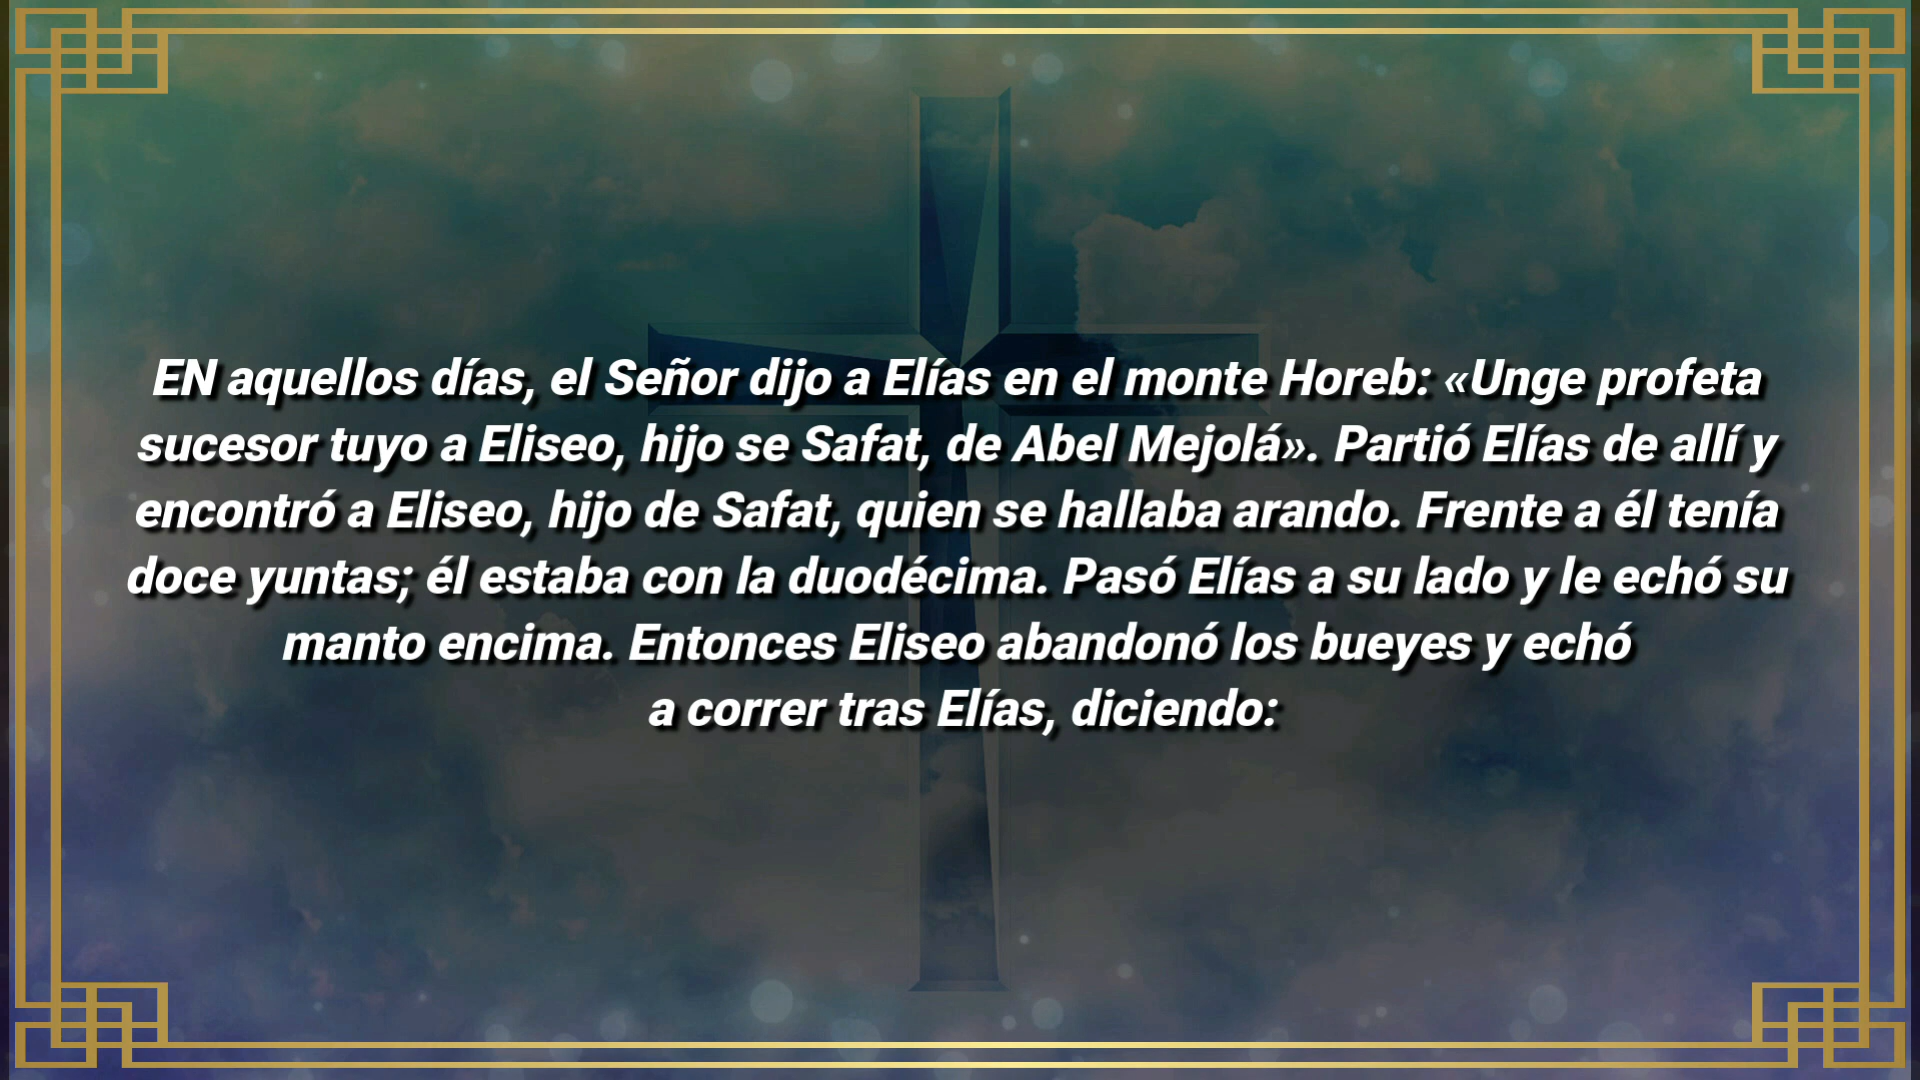 EN aquellos días, el Señor dijo a Elías en el monte Horeb: «Unge profeta
sucesor tuyo a Eliseo, hijo se Safat, de Abel Mejolá». Partió Elías de allí y
encontró a Eliseo, hijo de Safat, quien se hallaba arando. Frente a él tenía
doce yuntas; él estaba con la duodécima. Pasó Elías a su lado y le echó su
manto encima. Entonces Eliseo abandonó los bueyes y echó
a correr tras Elías, diciendo: